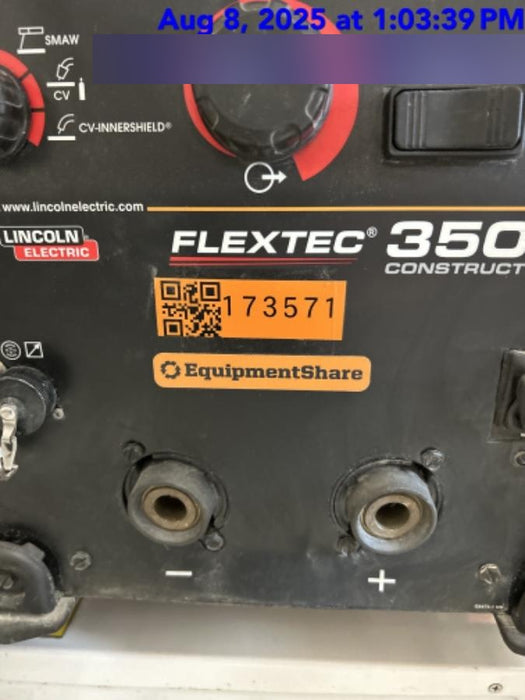 Aug 8, 2025 at 1:03:39 PM
SMAW
CV
CV-INNERSHIELD®
www.lincolnelectric.com
LINCOLN
ELECTRIC
FLEXTEC® 350
CONSTRUCT
173571
EquipmentShare
−
+